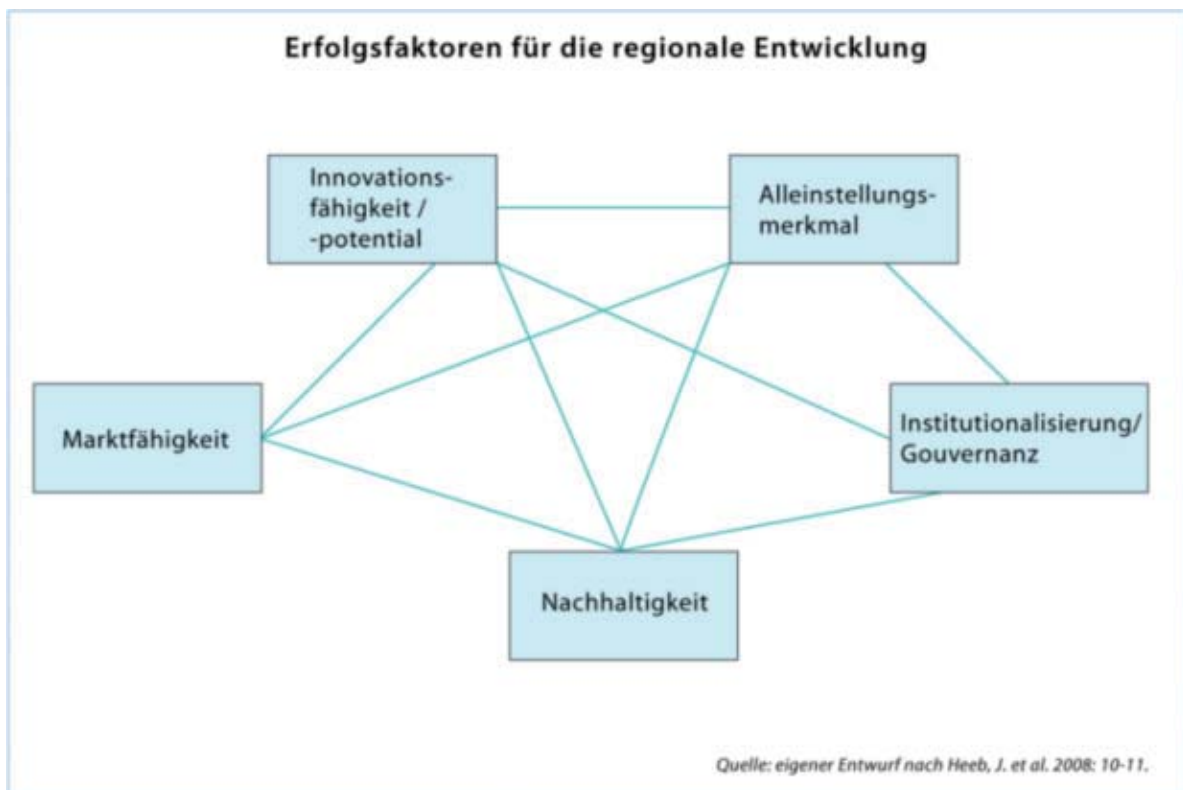 Erfolgsfaktoren für die regionale Entwicklung
Innovations-
fähigkeit /
-potential
Alleinstellungs-
merkmal
Marktfähigkeit
Institutionalisierung/
Gouvernanz
Nachhaltigkeit
Quelle: eigener Entwurf nach Heeb, J. et al. 2008: 10-11.